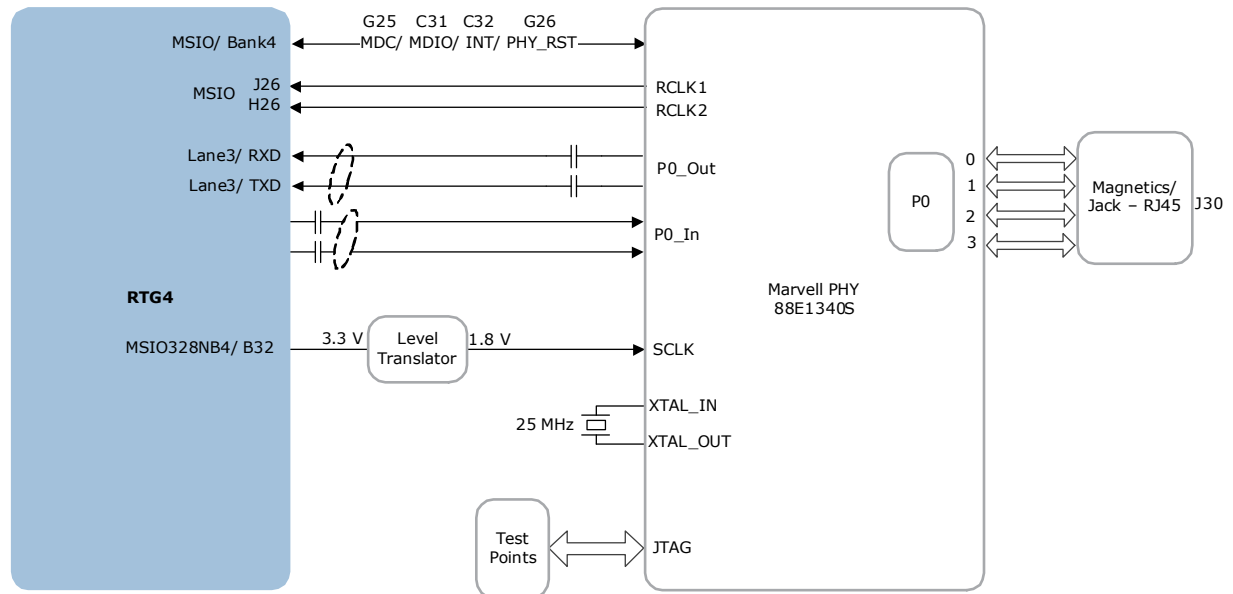 G25 C31 C32 G26
MSIO/ Bank4 MDC/ MDIO/ INT/ PHY_RST
MSIO J26 RCLK1
H26 RCLK2
Lane3/ RXD
P0_Out
Lane3/ TXD
P0_In
RTG4
MSIO328NB4/ B32 3.3 V
Level
Translator
1.8 V SCLK
25 MHz
XTAL_IN
XTAL_OUT
Test
Points
JTAG
Marvell PHY
88E1340S
P0
0
1
2
3
Magnetics/
Jack – RJ45
J30